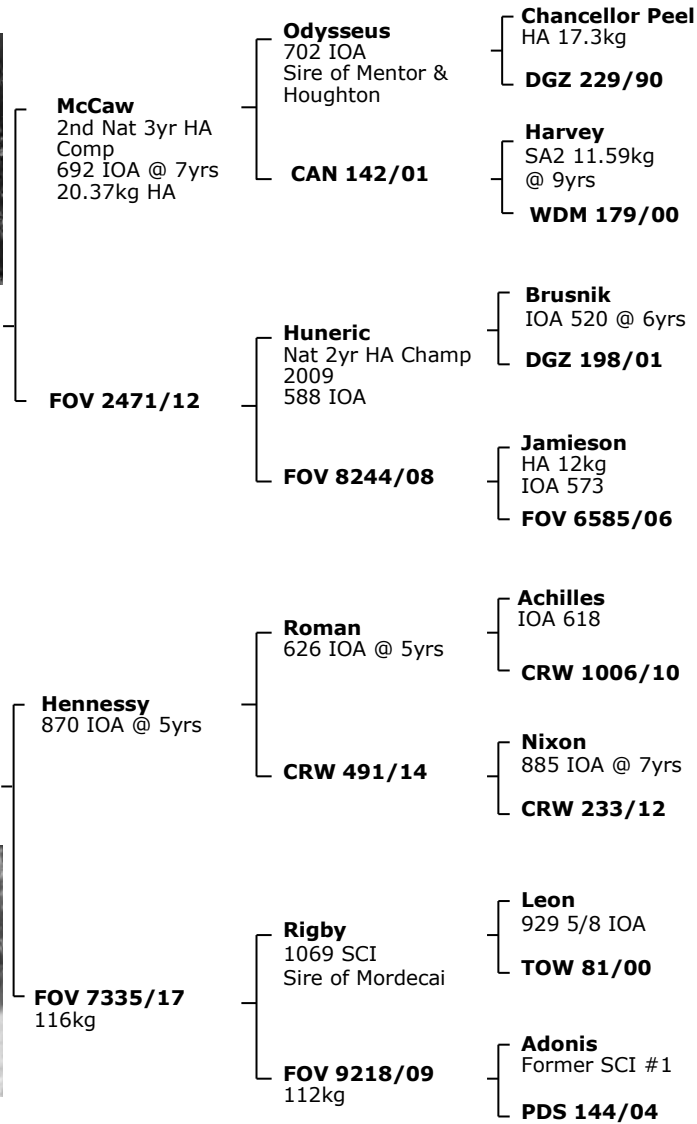 McCaw
2nd Nat 3yr HA
Comp
692 IOA @ 7yrs
20.37kg HA
FOV 2471/12
Odysseus
702 IOA
Sire of Mentor &
Houghton
CAN 142/01
Huneric
Nat 2yr HA Champ
2009
588 IOA
FOV 8244/08
Chancellor Peel
HA 17.3kg
DGZ 229/90
Harvey
SA2 11.59kg
@ 9yrs
WDM 179/00
Brusnik
IOA 520 @ 6yrs
DGZ 198/01
Jamieson
HA 12kg
IOA 573
FOV 6585/06
Hennessy
870 IOA @ 5yrs
FOV 7335/17
116kg
Roman
626 IOA @ 5yrs
CRW 491/14
Rigby
1069 SCI
Sire of Mordecai
FOV 9218/09
112kg
Achilles
IOA 618
CRW 1006/10
Nixon
885 IOA @ 7yrs
CRW 233/12
Leon
929 5/8 IOA
TOW 81/00
Adonis
Former SCI #1
PDS 144/04